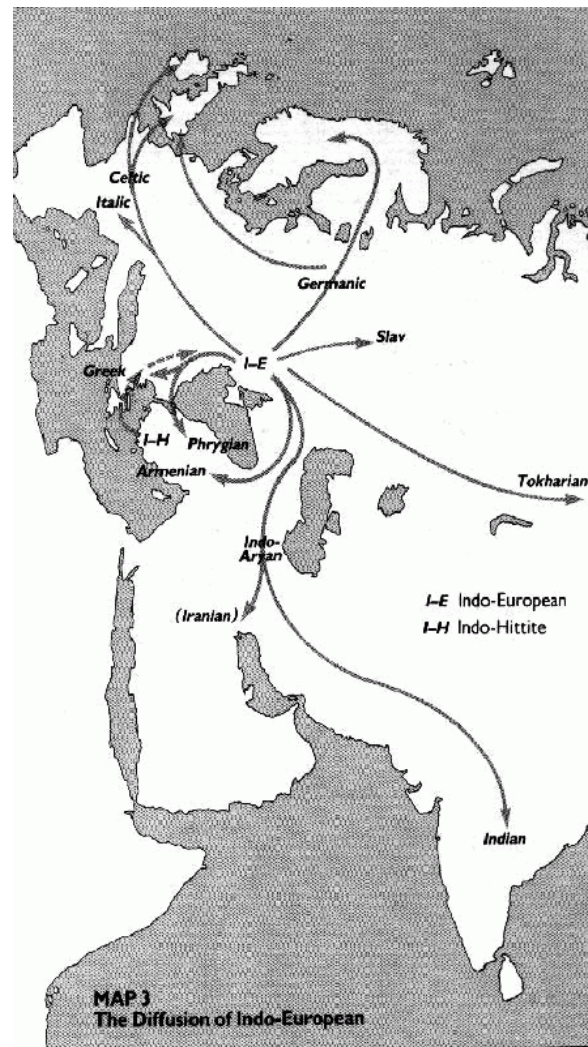 Celtic
Italic
Germanic
Slav
I–E
Greek
I–H
Phrygian
Armenian
Tokharian
Indo-
Aryan
I–E Indo-European
I–H Indo-Hittite
(Iranian)
Indian
MAP 3
The Diffusion of Indo-European